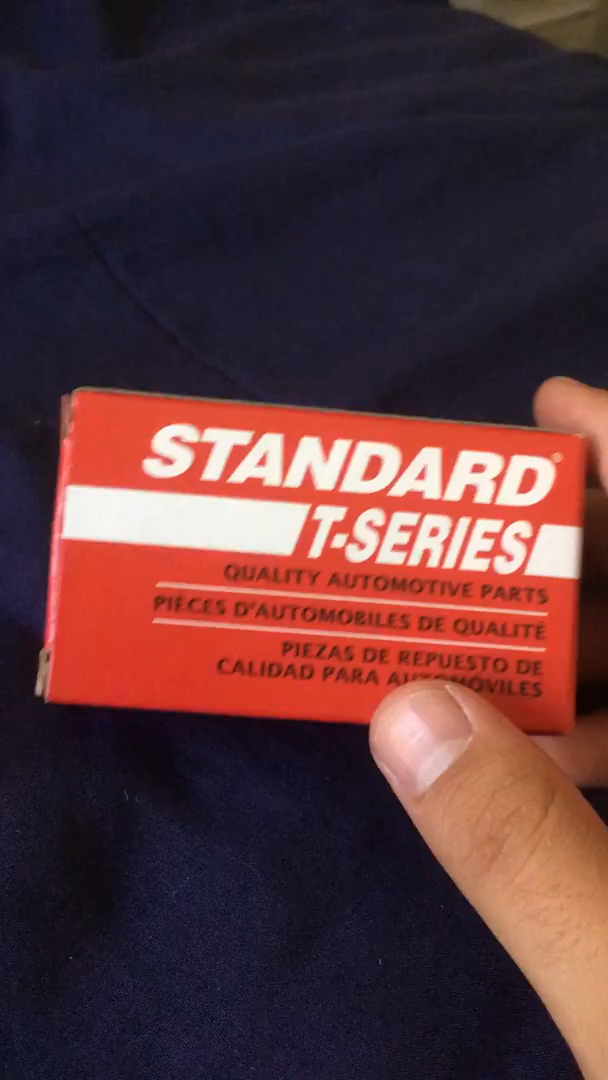 STANDARD
T-SERIES
QUALITY AUTOMOTIVE PARTS
PIÈCES D'AUTOMOBILES DE QUALITÉ
PIEZAS DE REPUESTO DE
CALIDAD PARA AUTOMÓVILES